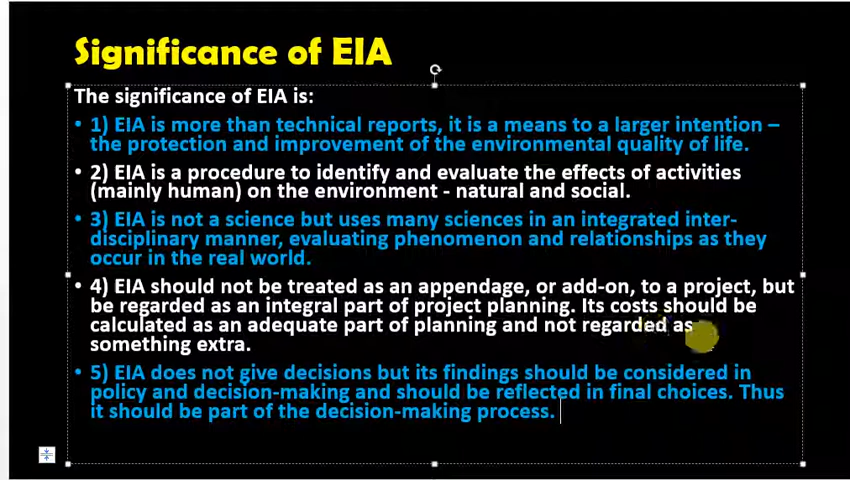 Significance of EIA
The significance of EIA is:
• 1) EIA is more than technical reports, it is a means to a larger intention –
the protection and improvement of the environmental quality of life.
• 2) EIA is a procedure to identify and evaluate the effects of activities
(mainly human) on the environment - natural and social.
• 3) EIA is not a science but uses many sciences in an integrated inter-
disciplinary manner, evaluating phenomenon and relationships as they
occur in the real world.
• 4) EIA should not be treated as an appendage, or add-on, to a project, but
be regarded as an integral part of project planning. Its costs should be
calculated as an adequate part of planning and not regarded as
something extra.
• 5) EIA does not give decisions but its findings should be considered in
policy and decision-making and should be reflected in final choices. Thus
it should be part of the decision-making process.